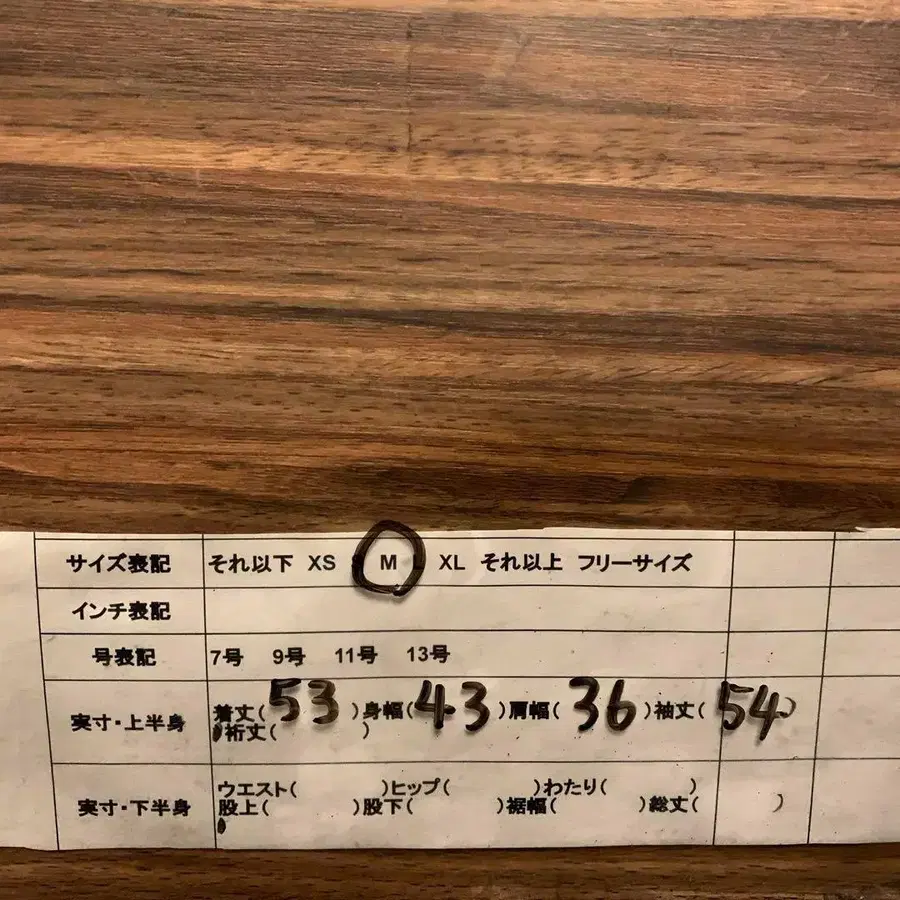 サイズ表記 それ以下 XS M XL それ以上 フリーサイズ
インチ表記
号表記 7号 9号 11号 13号
実寸・上半身 着丈(53)身幅(43)肩幅(36)袖丈(54)
裄丈( )
実寸・下半身 ウエスト( )ヒップ( )わたり( )
股上( )股下( )裾幅( )総丈( )